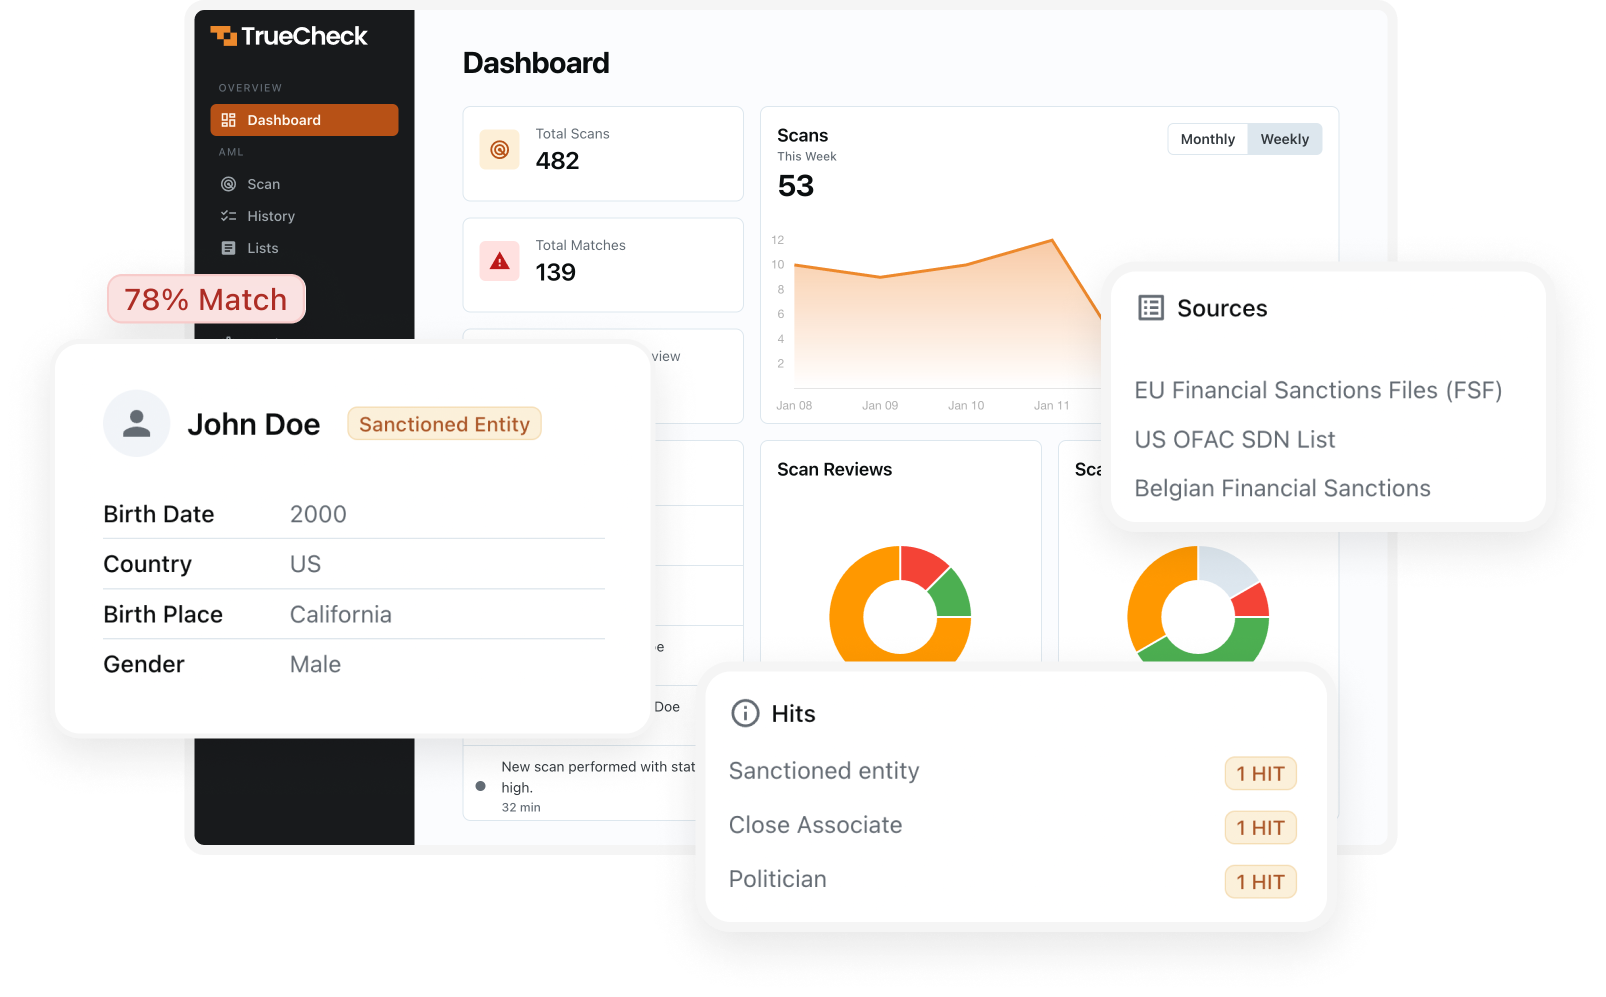 TrueCheck
OVERVIEW
Dashboard
AML
Scan
History
Lists
Dashboard
Total Scans
482
Total Matches
139
Scans
This Week
53
Monthly
Weekly
12
10
8
6
4
2
Jan 08
Jan 09
Jan 10
Jan 11
78% Match
John Doe
Sanctioned Entity
Birth Date
2000
Country
US
Birth Place
California
Gender
Male
Sources
EU Financial Sanctions Files (FSF)
US OFAC SDN List
Belgian Financial Sanctions
Scan Reviews
Doe
New scan performed with stat
high.
32 min
Hits
Sanctioned entity
1 HIT
Close Associate
1 HIT
Politician
1 HIT